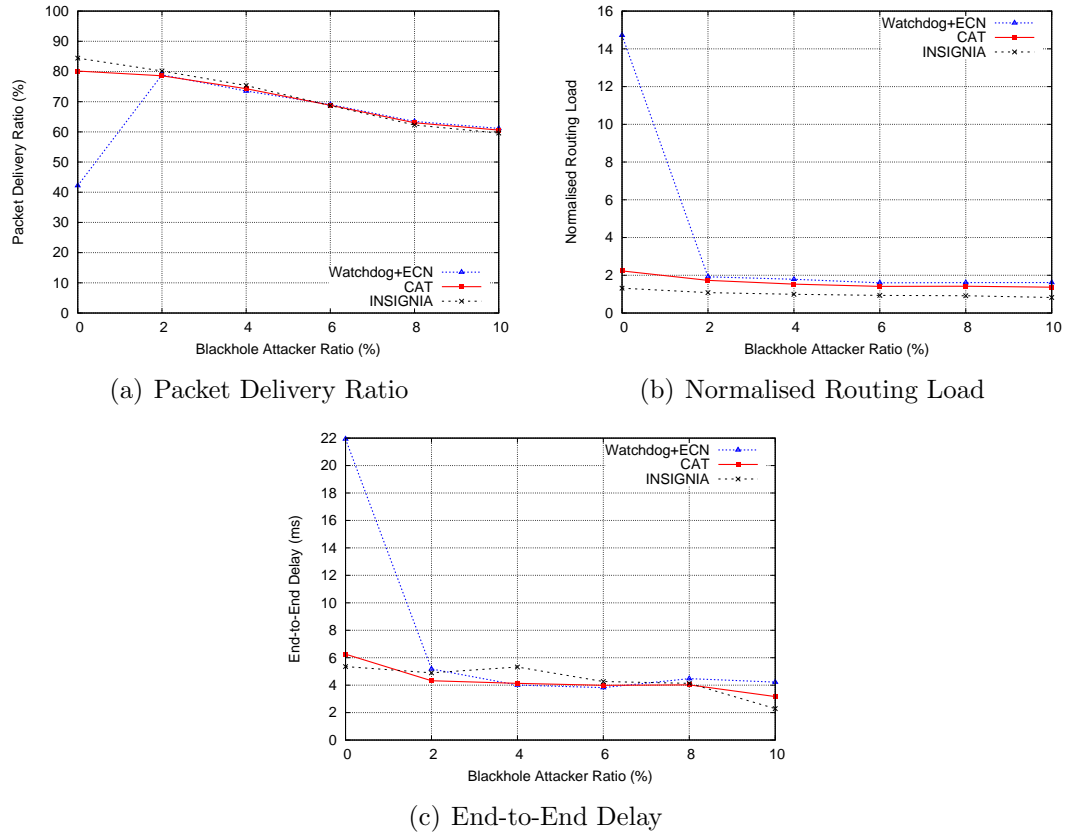 100
90
80
70
60
50
40
30
20
10
0
Packet Delivery Ratio (%)
Watchdog+ECN
CAT
INSIGNIA
0 2 4 6 8 10
Blackhole Attacker Ratio (%)
(a) Packet Delivery Ratio
16
14
12
10
8
6
4
2
0
Normalised Routing Load
Watchdog+ECN
CAT
INSIGNIA
0 2 4 6 8 10
Blackhole Attacker Ratio (%)
(b) Normalised Routing Load
22
20
18
16
14
12
10
8
6
4
2
0
End-to-End Delay (ms)
Watchdog+ECN
CAT
INSIGNIA
0 2 4 6 8 10
Blackhole Attacker Ratio (%)
(c) End-to-End Delay